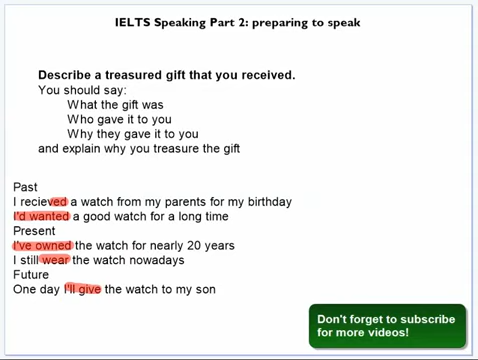 IELTS Speaking Part 2: preparing to speak
Describe a treasured gift that you received.
You should say:
What the gift was
Who gave it to you
Why they gave it to you
and explain why you treasure the gift
Past
I recieved a watch from my parents for my birthday
I'd wanted a good watch for a long time
Present
I've owned the watch for nearly 20 years
I still wear the watch nowadays
Future
One day I'll give the watch to my son
Don't forget to subscribe
for more videos!